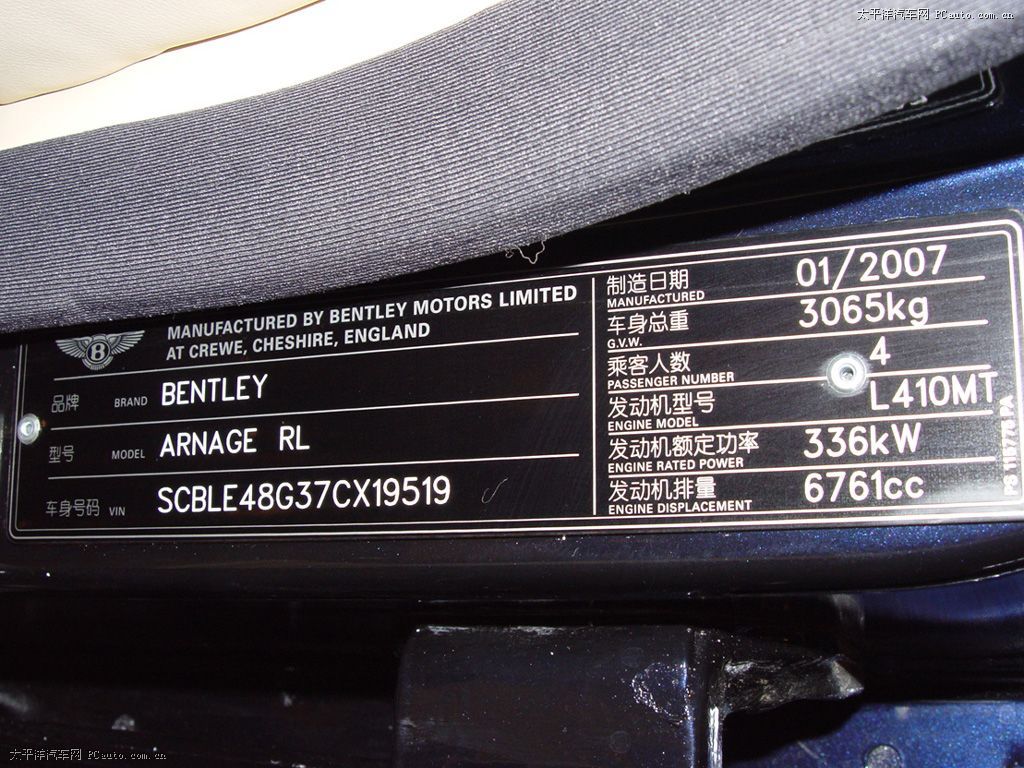 太平洋汽车网 PCauto.com.cn
MANUFACTURED BY BENTLEY MOTORS LIMITED
AT CREWE, CHESHIRE, ENGLAND
B
品牌 BRAND BENTLEY
型号 MODEL ARNAGE RL
车身号码 VIN SCBLE48G37CX19519
制造日期 01/2007
MANUFACTURED
车身总重 3065kg
G.V.W.
乘客人数 4
PASSENGER NUMBER
发动机型号 L410MT
ENGINE MODEL
发动机额定功率 336kW
ENGINE RATED POWER
发动机排量 6761cc
ENGINE DISPLACEMENT
太平洋汽车网 PCauto.com.cn